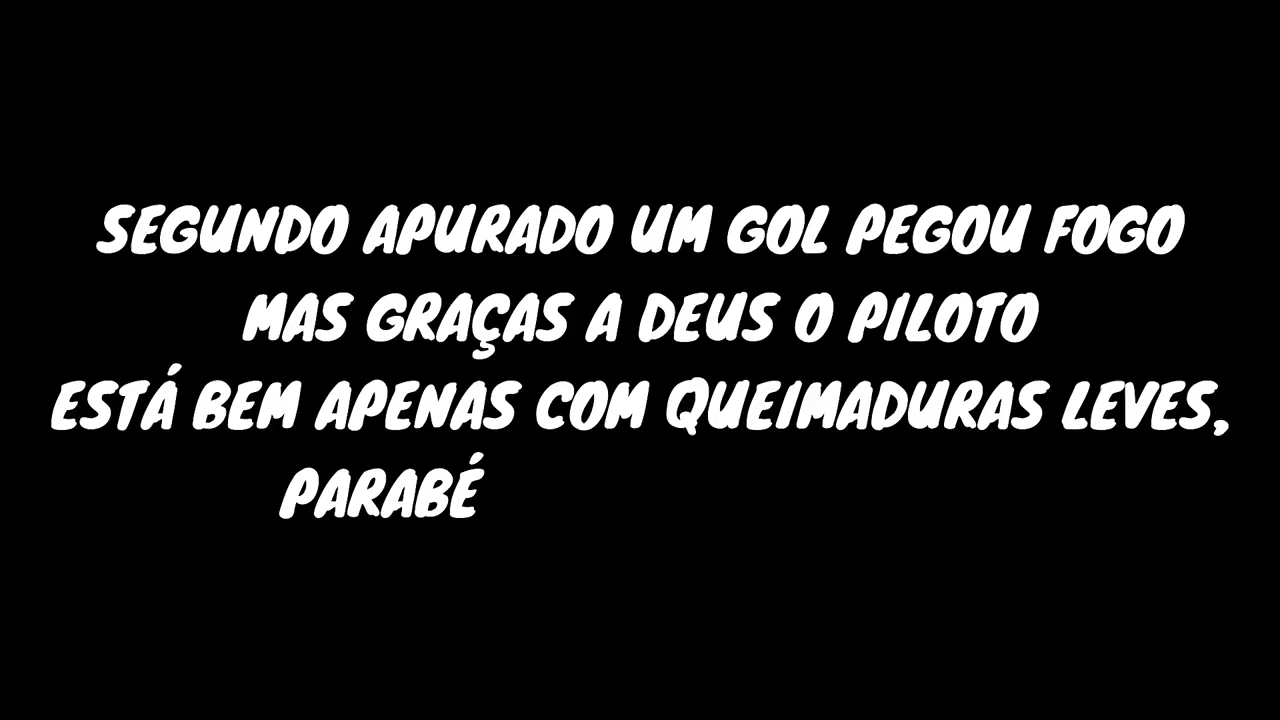 SEGUNDO APURADO UM GOL PEGOU FOGO
MAS GRAÇAS A DEUS O PILOTO
ESTÁ BEM APENAS COM QUEIMADURAS LEVES,
PARABÉ